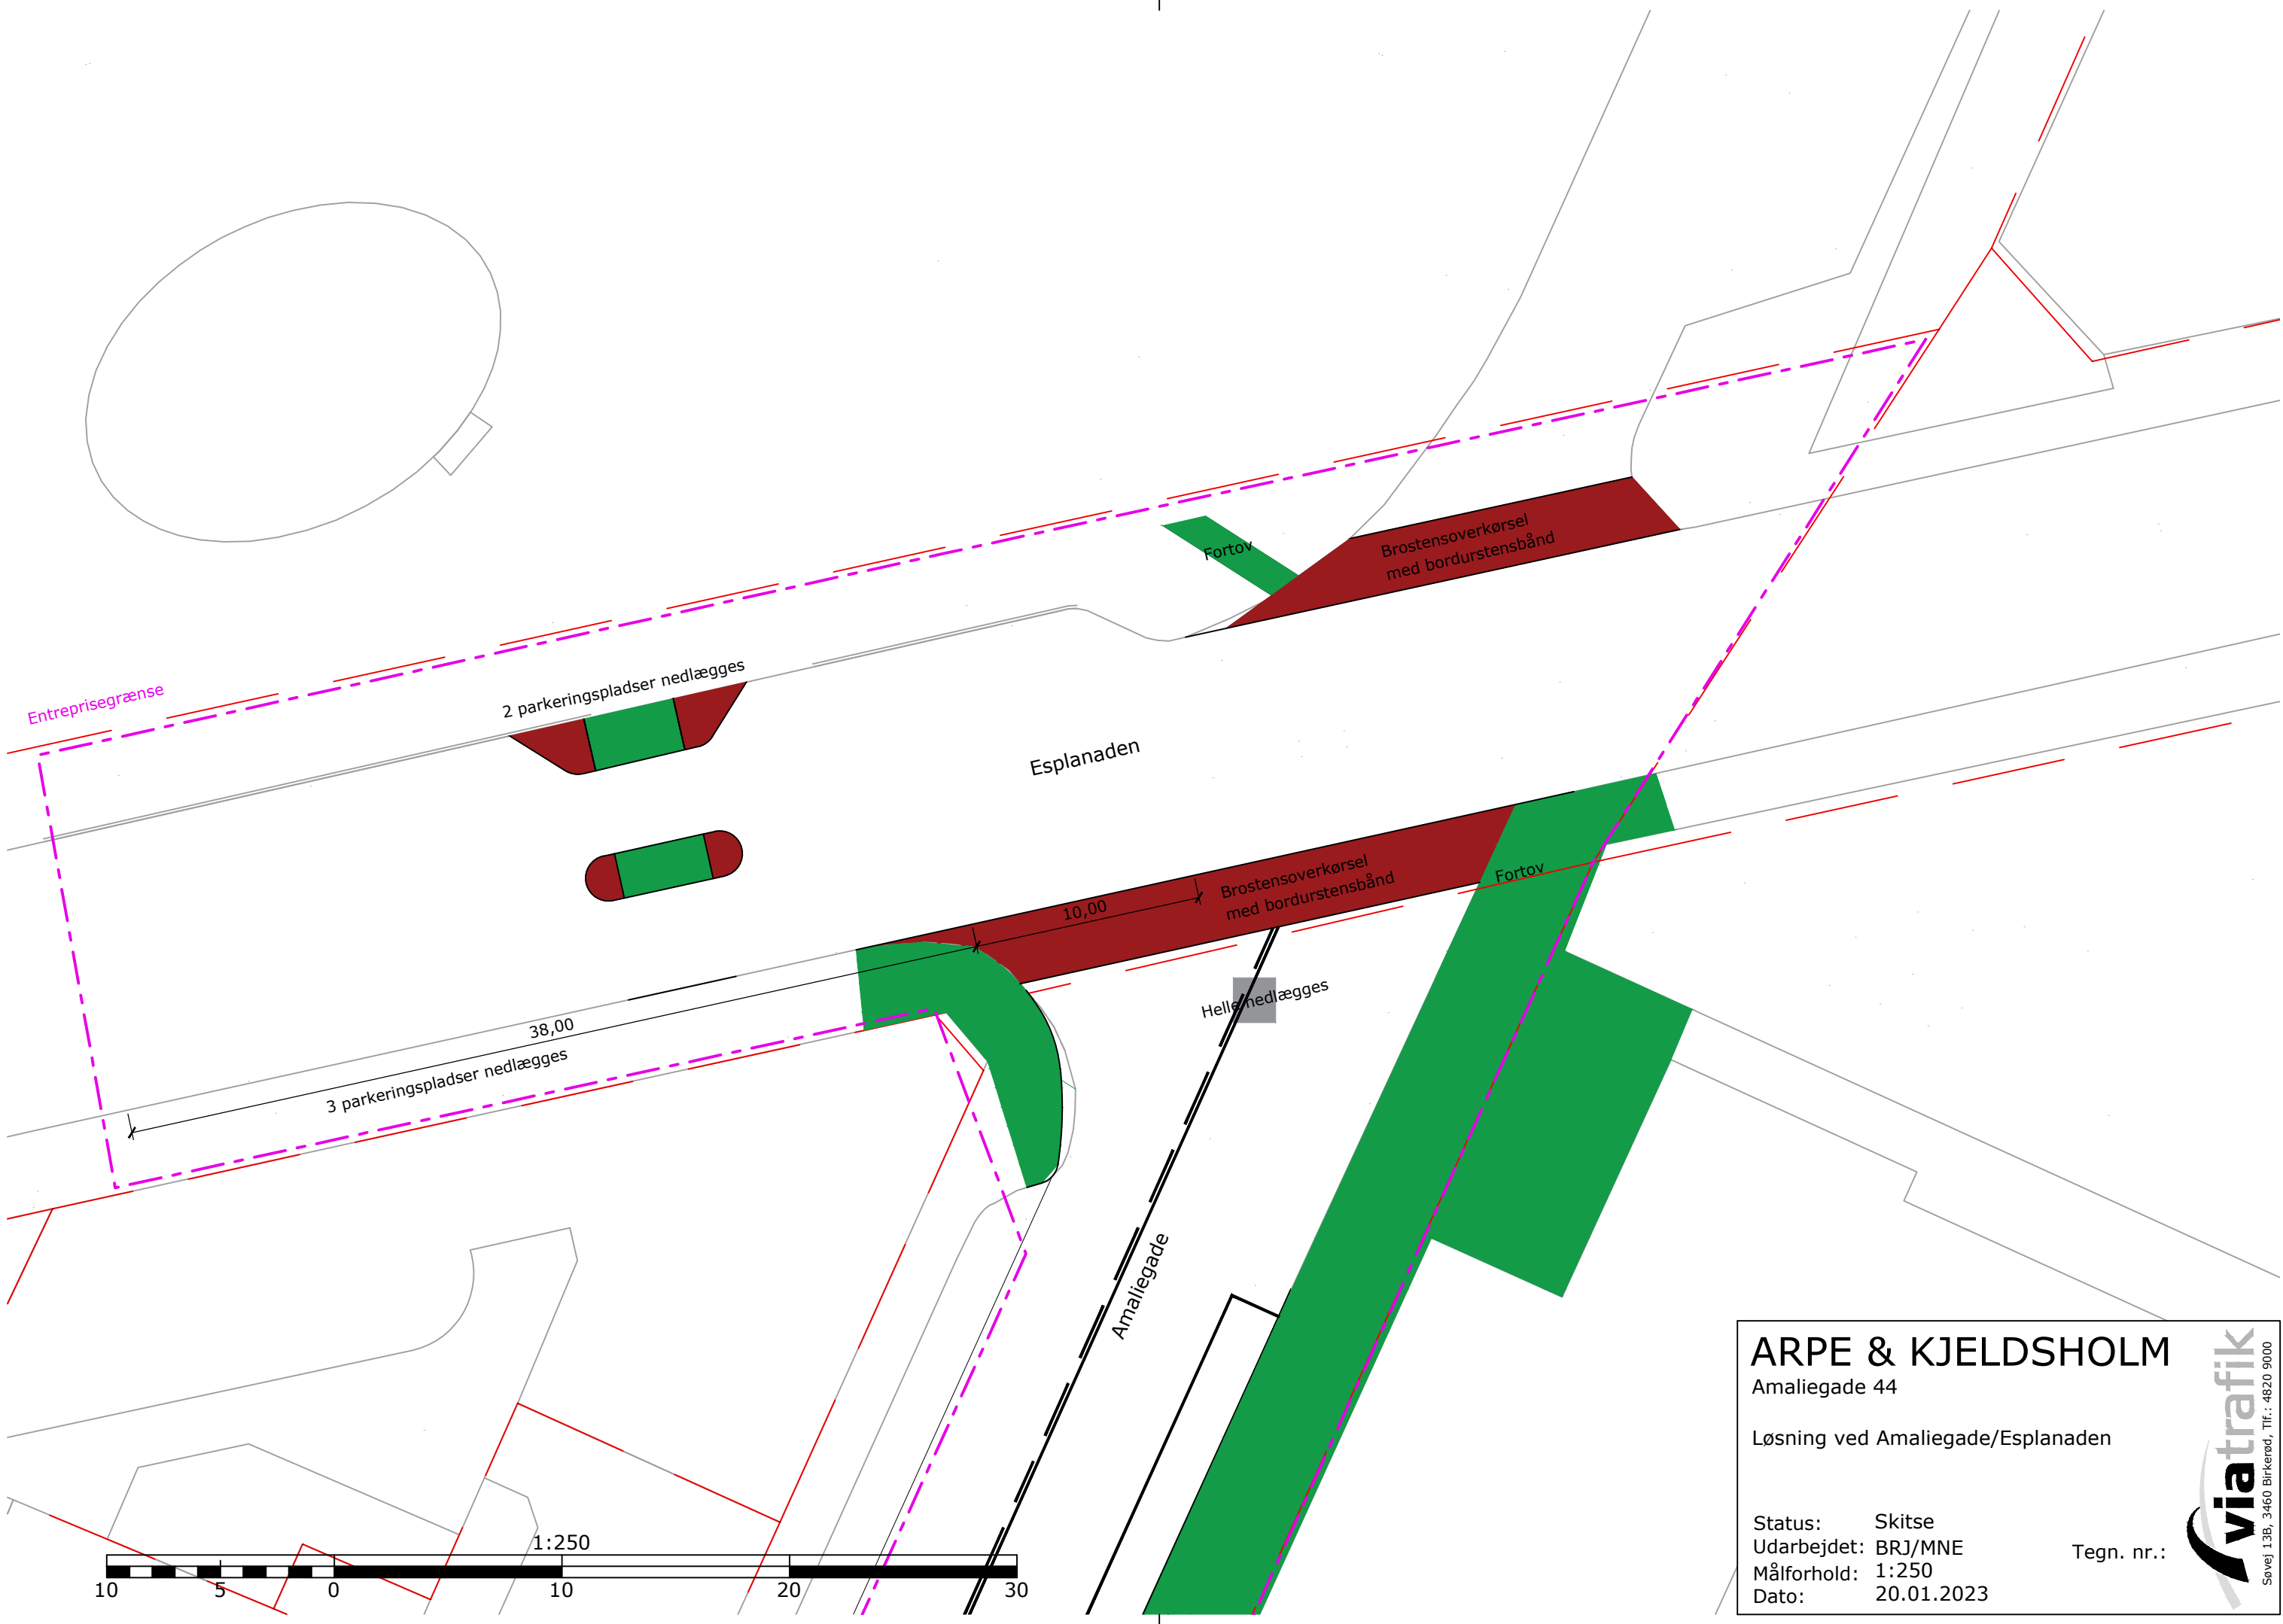 Fortov
Brostensoverkørsel
med bordurstensbånd
2 parkeringspladser nedlægges
Entreprisegrænse
Esplanaden
Brostensoverkørsel
med bordurstensbånd
Fortov
10,00
Helle nedlægges
38,00
3 parkeringspladser nedlægges
Amaliegade
1:250
10 5 0 10 20 30
ARPE & KJELDSHOLM
Amaliegade 44
Løsning ved Amaliegade/Esplanaden
Status: Skitse
Udarbejdet: BRJ/MNE
Målforhold: 1:250
Dato: 20.01.2023
Tegn. nr.:
viatrafik
Søvej 13B, 3460 Birkerød, Tlf.: 4820 9000